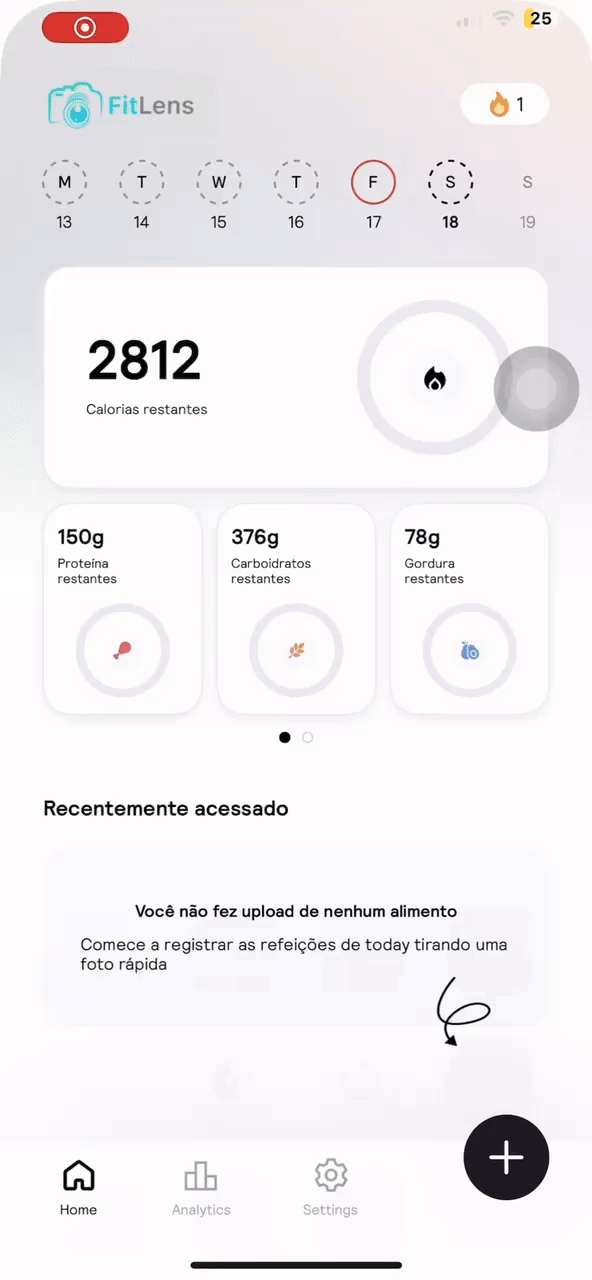 25
FitLens
1
M T W T F S S
13 14 15 16 17 18 19
2812
Calorias restantes
150g
Proteína
restantes
376g
Carboidratos
restantes
78g
Gordura
restantes
Recentemente acessado
Você não fez upload de nenhum alimento
Comece a registrar as refeições de today tirando uma
foto rápida
Home
Analytics
Settings